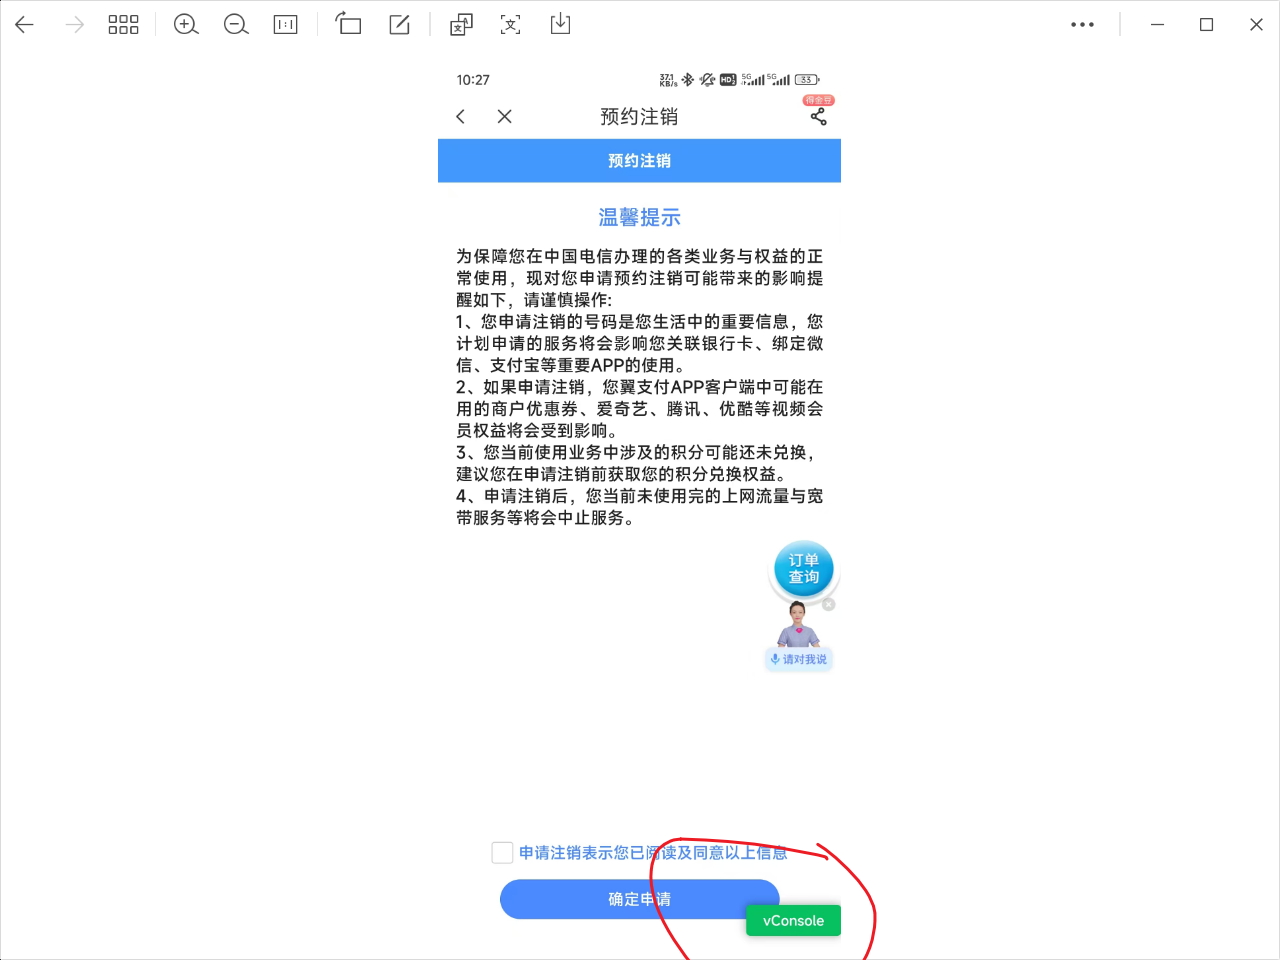 10:27
37.1 KB/s
HD
5G
5G
33
得金豆
预约注销
预约注销
温馨提示
为保障您在中国电信办理的各类业务与权益的正
常使用，现对您申请预约注销可能带来的影响提
醒如下，请谨慎操作:
1、您申请注销的号码是您生活中的重要信息，您
计划申请的服务将会影响您关联银行卡、绑定微
信、支付宝等重要APP的使用。
2、如果申请注销，您翼支付APP客户端中可能在
用的商户优惠券、爱奇艺、腾讯、优酷等视频会
员权益将会受到影响。
3、您当前使用业务中涉及的积分可能还未兑换，
建议您在申请注销前获取您的积分兑换权益。
4、申请注销后，您当前未使用完的上网流量与宽
带服务等将会中止服务。
订单
查询
请对我说
申请注销表示您已阅读及同意以上信息
确定申请
vConsole